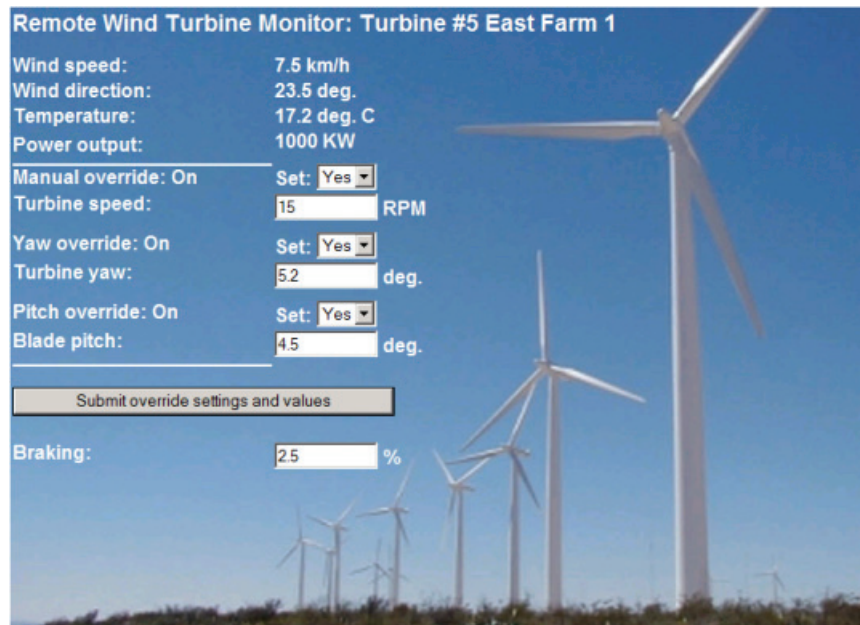 Remote Wind Turbine Monitor: Turbine #5 East Farm 1
Wind speed: 7.5 km/h
Wind direction: 23.5 deg.
Temperature: 17.2 deg. C
Power output: 1000 KW
Manual override: On Set: Yes
Turbine speed: 15 RPM
Yaw override: On Set: Yes
Turbine yaw: 5.2 deg.
Pitch override: On Set: Yes
Blade pitch: 4.5 deg.
Submit override settings and values
Braking: 2.5 %